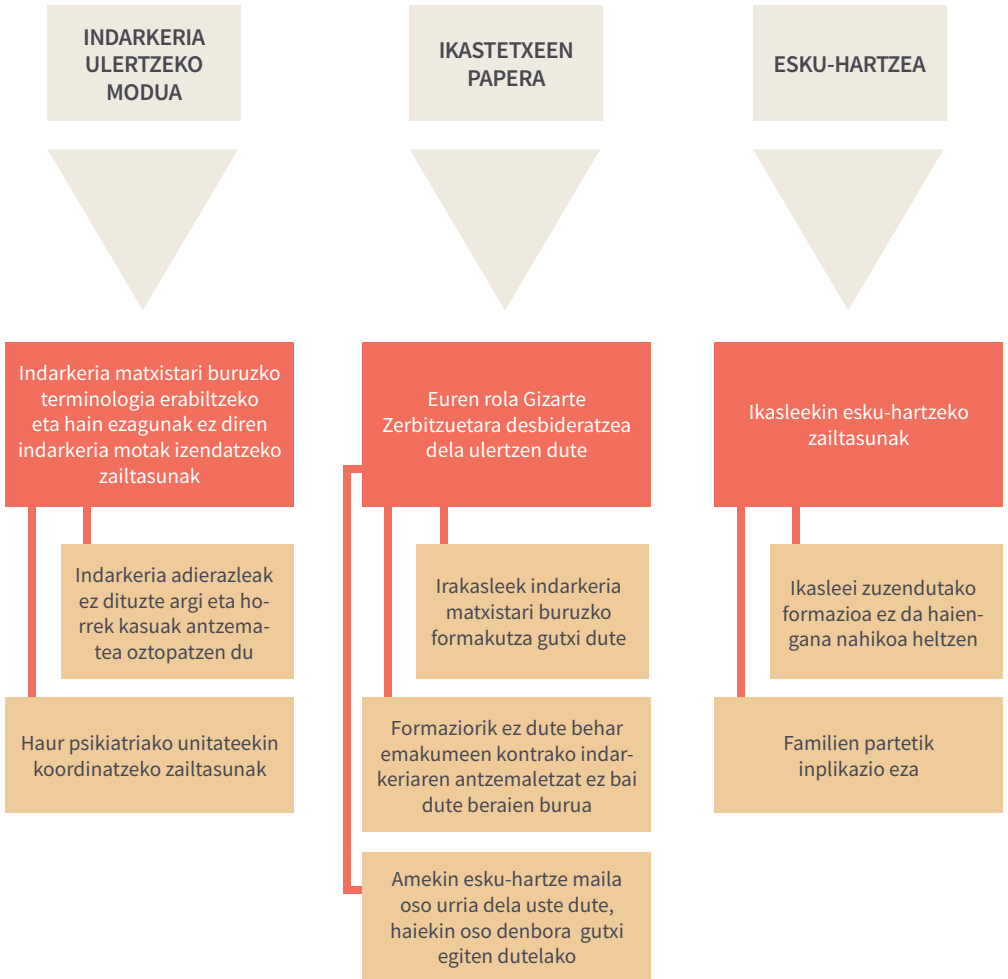 INDARKERIA
ULERTZEKO
MODUA
Indarkeria matxistari buruzko
terminologia erabiltzeko
eta hain ezagunak ez diren
indarkeria motak izendatzeko
zailtasunak
Indarkeria adierazleak
ez dituzte argi eta ho-
rrek kasuak antzema-
tea oztopatzen du
Haur psikiatriako unitateekin
koordinatzeko zailtasunak
IKASTETXEEN
PAPERA
Euren rola Gizarte
Zerbitzuetara desbideratzea
dela ulertzen dute
Irakasleek indarkeria
matxistari buruzko
formakutza gutxi dute
Formaziorik ez dute behar
emakumeen kontrako indar-
keriaren antzemaletzat ez bai
dute beraien burua
Amekin esku-hartze maila
oso urria dela uste dute,
haiekin oso denbora gutxi
egiten dutelako
ESKU-HARTZEA
Ikasleekin esku-hartzeko
zailtasunak
Ikasleei zuzendutako
formazioa ez da haien-
gana nahikoa heltzen
Familien partetik
inplikazio eza